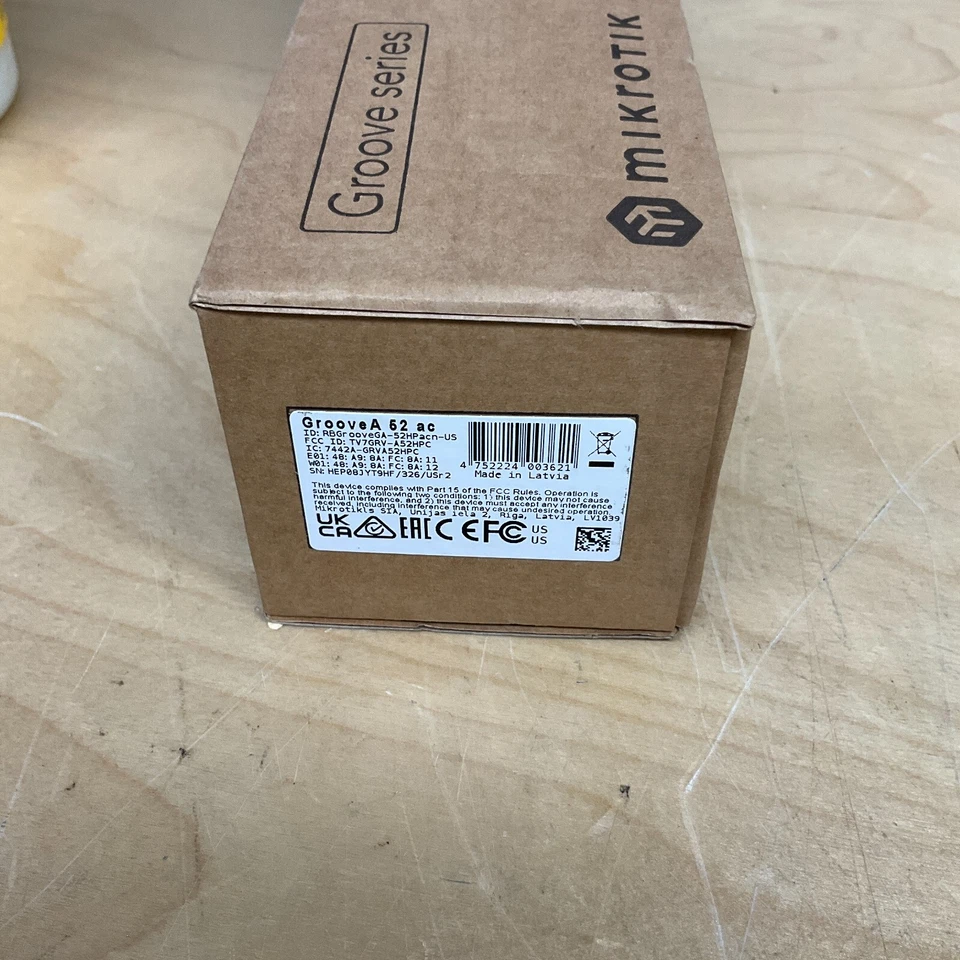 Groove series
mikrotik
GrooveA 52 ac
ID: RBGrooveGA-52HPacn-US
FCC ID: TV7GRV-A52HPC
IC: 7442A-GRVA52HPC
E01: 48: A9: 8A: FC: 8A: 11
W01: 48: A9: 8A: FC: 8A: 12
SN: HEP08JYT9HF/326/USr2
4 752224 003621
Made in Latvia
This device complies with Part 15 of the FCC Rules. Operation is
subject to the following two conditions: 1) this device may not cause
harmful interference, and 2) this device must accept any interference
received, including interference that may cause undesired operation.
Mikrotikls SIA, Unijas iela 2, Riga, Latvia, LV1039
UK
CA
EAC CE FC US
US